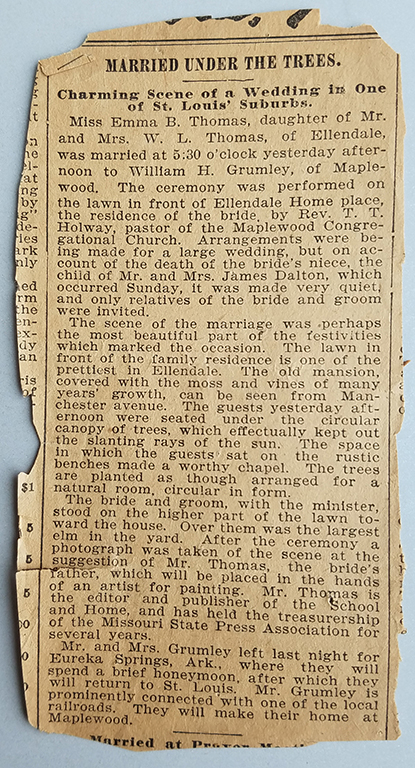 MARRIED UNDER THE TREES.
Charming Scene of a Wedding in One
of St. Louis' Suburbs.
Miss Emma B. Thomas, daughter of Mr.
and Mrs. W. L. Thomas, of Ellendale,
was married at 5:30 o'clock yesterday after-
noon to William H. Grumley, of Maple-
wood. The ceremony was performed on
the lawn in front of Ellendale Home place,
the residence of the bride, by Rev. T. T.
Holway, pastor of the Maplewood Congre-
gational Church. Arrangements were be-
ing made for a large wedding, but on ac-
count of the death of the bride's niece, the
child of Mr. and Mrs. James Dalton, which
occurred Sunday, it was made very quiet,
and only relatives of the bride and groom
were invited.
The scene of the marriage was perhaps
the most beautiful part of the festivities
which marked the occasion. The lawn in
front of the family residence is one of the
prettiest in Ellendale. The old mansion,
covered with the moss and vines of many
years' growth, can be seen from Man-
chester avenue. The guests yesterday aft-
ernoon were seated under the circular
canopy of trees, which effectually kept out
the slanting rays of the sun. The space
in which the guests sat on the rustic
benches made a worthy chapel. The trees
are planted as though arranged for a
natural room, circular in form.
The bride and groom, with the minister,
stood on the higher part of the lawn to-
ward the house. Over them was the largest
elm in the yard. After the ceremony a
photograph was taken of the scene at the
suggestion of Mr. Thomas, the bride's
father, which will be placed in the hands
of an artist for painting. Mr. Thomas is
the editor and publisher of the School
and Home, and has held the treasurership
of the Missouri State Press Association for
several years.
Mr. and Mrs. Grumley left last night for
Eureka Springs, Ark., where they will
spend a brief honeymoon, after which they
will return to St. Louis. Mr. Grumley is
prominently connected with one of the local
railroads. They will make their home at
Maplewood.
Married at Prayer